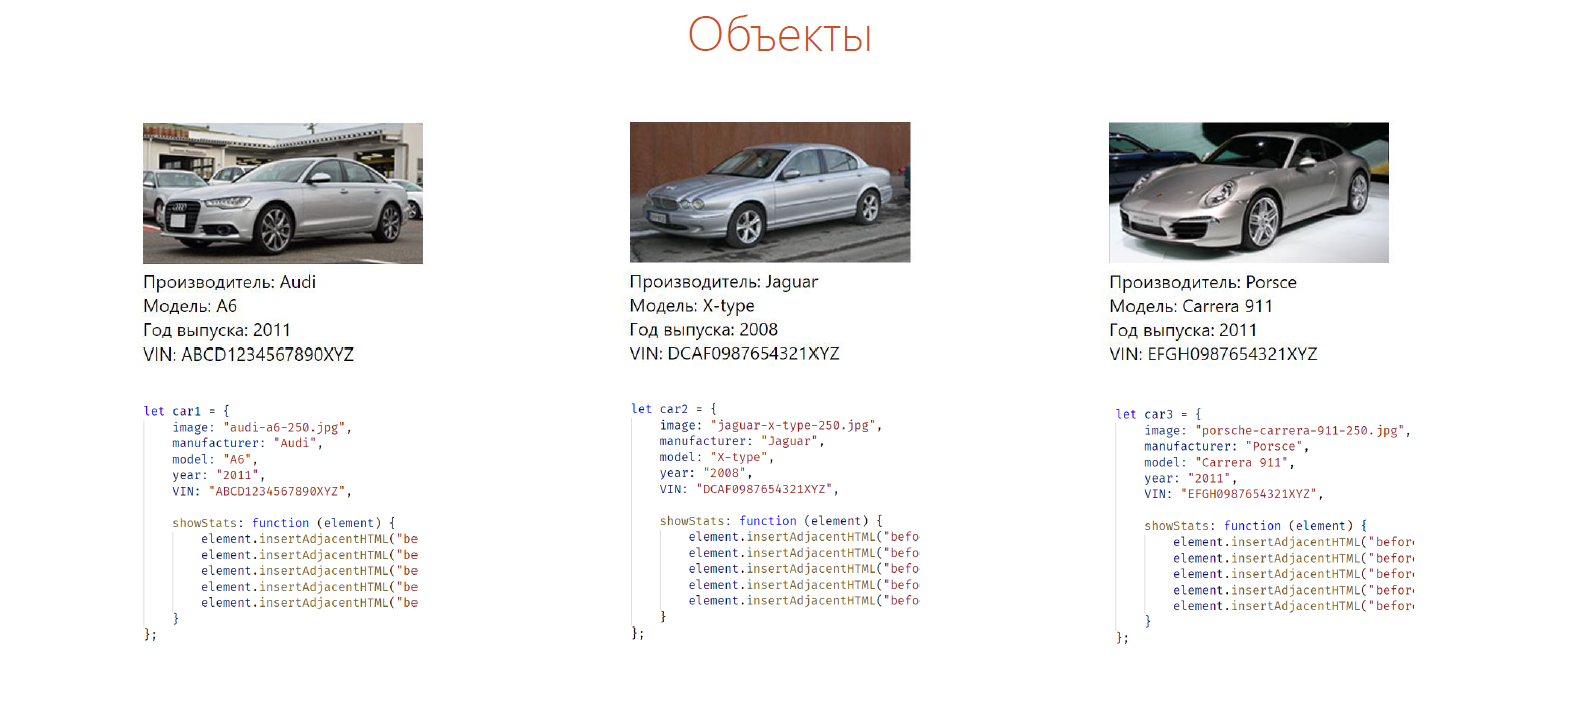 Объекты
Производитель: Audi
Модель: A6
Год выпуска: 2011
VIN: ABCD1234567890XYZ
let car1 = {
image: "audi-a6-250.jpg",
manufacturer: "Audi",
model: "A6",
year: "2011",
VIN: "ABCD1234567890XYZ",
showStats: function (element) {
element.insertAdjacentHTML("be
element.insertAdjacentHTML("be
element.insertAdjacentHTML("be
element.insertAdjacentHTML("be
element.insertAdjacentHTML("be
}
};
Производитель: Jaguar
Модель: X-type
Год выпуска: 2008
VIN: DCAF0987654321XYZ
let car2 = {
image: "jaguar-x-type-250.jpg",
manufacturer: "Jaguar",
model: "X-type",
year: "2008",
VIN: "DCAF0987654321XYZ",
showStats: function (element) {
element.insertAdjacentHTML("befo
element.insertAdjacentHTML("befo
element.insertAdjacentHTML("befo
element.insertAdjacentHTML("befo
element.insertAdjacentHTML("befo
}
};
Производитель: Porsce
Модель: Carrera 911
Год выпуска: 2011
VIN: EFGH0987654321XYZ
let car3 = {
image: "porsche-carrera-911-250.jpg",
manufacturer: "Porsce",
model: "Carrera 911",
year: "2011",
VIN: "EFGH0987654321XYZ",
showStats: function (element) {
element.insertAdjacentHTML("before
element.insertAdjacentHTML("before
element.insertAdjacentHTML("before
element.insertAdjacentHTML("before
element.insertAdjacentHTML("before
}
};